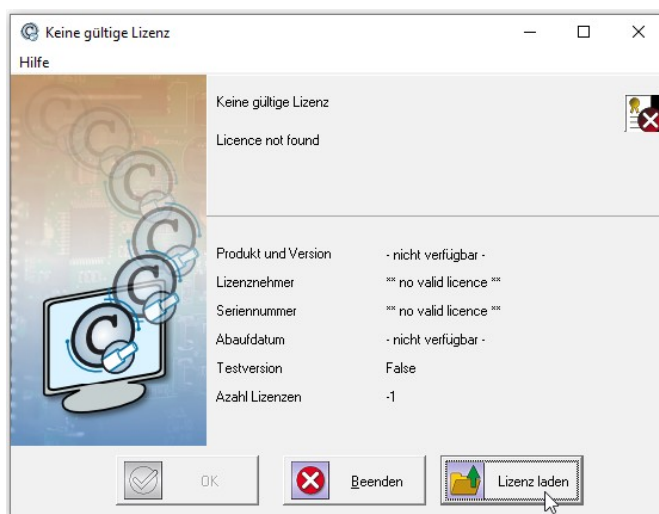 Keine gültige Lizenz
Hilfe
Keine gültige Lizenz
Licence not found
Produkt und Version - nicht verfügbar -
Lizenznehmer ** no valid licence **
Seriennummer ** no valid licence **
Abaufdatum - nicht verfügbar -
Testversion False
Azahl Lizenzen -1
OK Beenden Lizenz laden